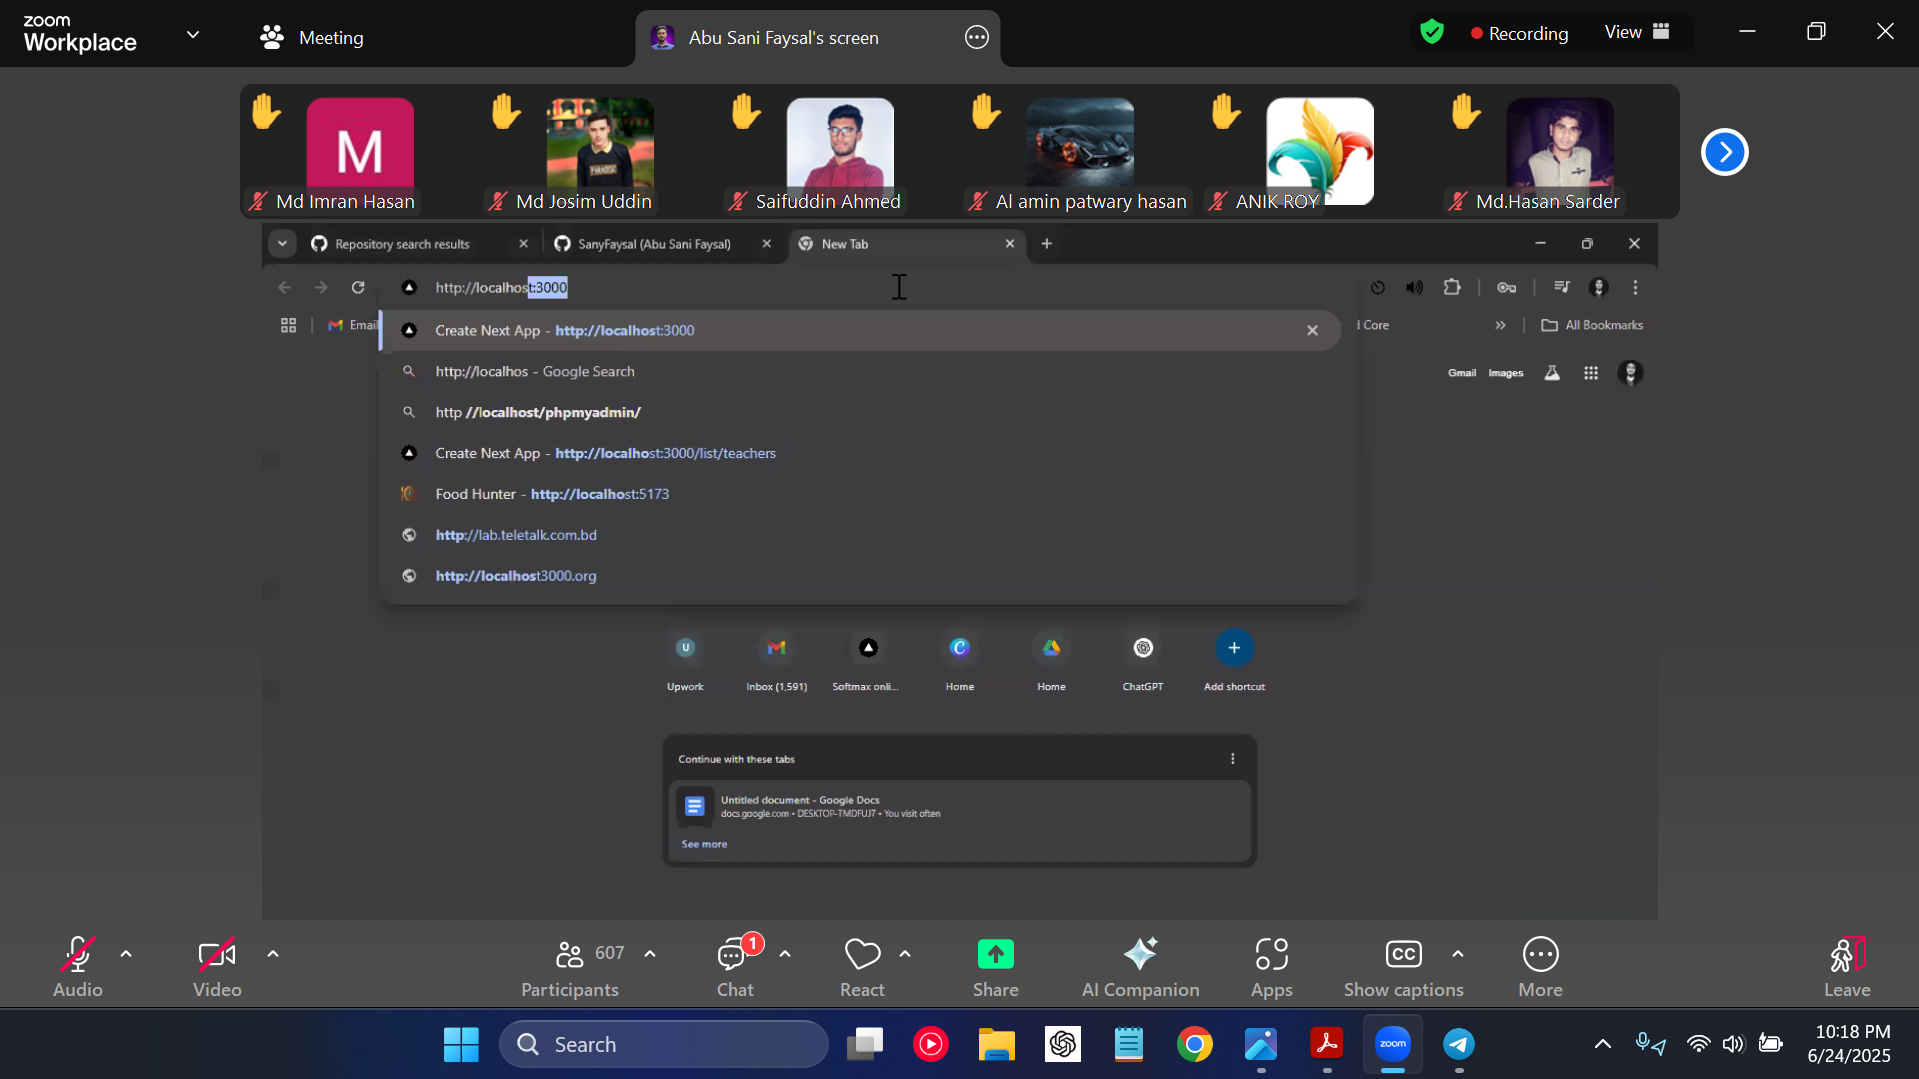 zoom
Workplace
Meeting
Abu Sani Faysal's screen
Recording
View
M
Md Imran Hasan
Md Josim Uddin
Saifuddin Ahmed
Al amin patwary hasan
ANIK ROY
Md.Hasan Sarder
Repository search results
SanyFaysal (Abu Sani Faysal)
New Tab
http://localhost:3000
Email
Create Next App - http://localhost:3000
d Core
All Bookmarks
http://localhos - Google Search
Gmail
Images
http //localhost/phpmyadmin/
Create Next App - http://localhost:3000/list/teachers
Food Hunter - http://localhost:5173
http://lab.teletalk.com.bd
http://localhost3000.org
U
Upwork
Inbox (1,591)
Softmax onli...
Home
Home
ChatGPT
Add shortcut
Continue with these tabs
Untitled document - Google Docs
docs.google.com • DESKTOP-TMDFUJ7 • You visit often
See more
Audio
Video
607
Participants
1
Chat
React
Share
AI Companion
Apps
CC
Show captions
More
Leave
Search
zoom
10:18 PM
6/24/2025